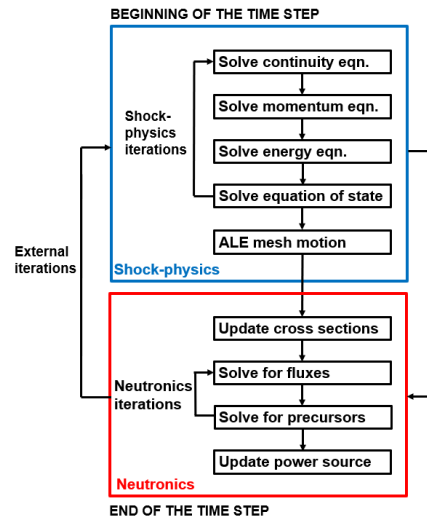 BEGINNING OF THE TIME STEP
Solve continuity eqn.
Solve momentum eqn.
Shock-
physics
iterations
Solve energy eqn.
Solve equation of state
ALE mesh motion
External
iterations
Shock-physics
Update cross sections
Solve for fluxes
Neutronics
iterations
Solve for precursors
Update power source
Neutronics
END OF THE TIME STEP